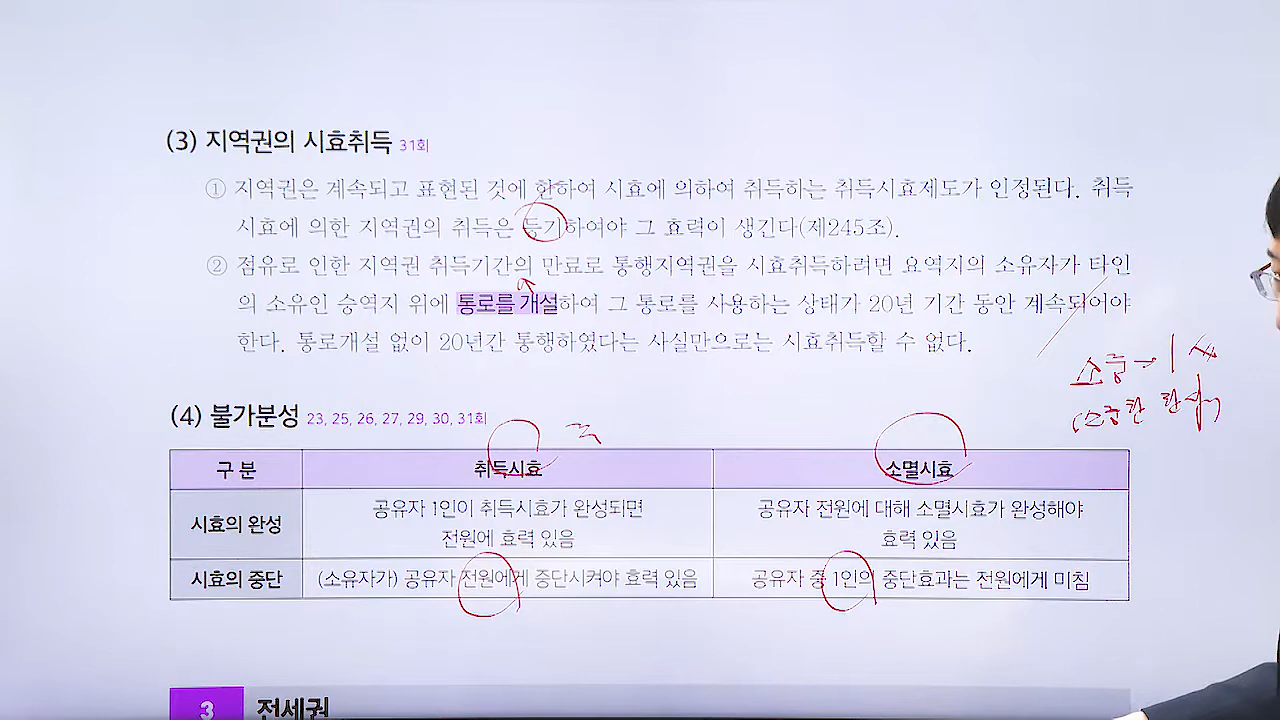 (3) 지역권의 시효취득 31회
① 지역권은 계속되고 표현된 것에 한하여 시효에 의하여 취득하는 취득시효제도가 인정된다. 취득
시효에 의한 지역권의 취득은 등기하여야 그 효력이 생긴다(제245조).
② 점유로 인한 지역권 취득기간의 만료로 통행지역권을 시효취득하려면 요역지의 소유자가 타인
의 소유인 승역지 위에 통로를 개설하여 그 통로를 사용하는 상태가 20년 기간 동안 계속되어야
한다. 통로개설 없이 20년간 통행하였다는 사실만으로는 시효취득할 수 없다.
소중→1人
(4) 불가분성 23, 25, 26, 27, 29, 30, 31회
구 분 취득시효 소멸시효
시효의 완성 공유자 1인이 취득시효가 완성되면 공유자 전원에 대해 소멸시효가 완성해야
전원에 효력 있음 효력 있음
시효의 중단 (소유자가) 공유자 전원에게 중단시켜야 효력 있음 공유자 중 1인의 중단효과는 전원에게 미침
3 전세권